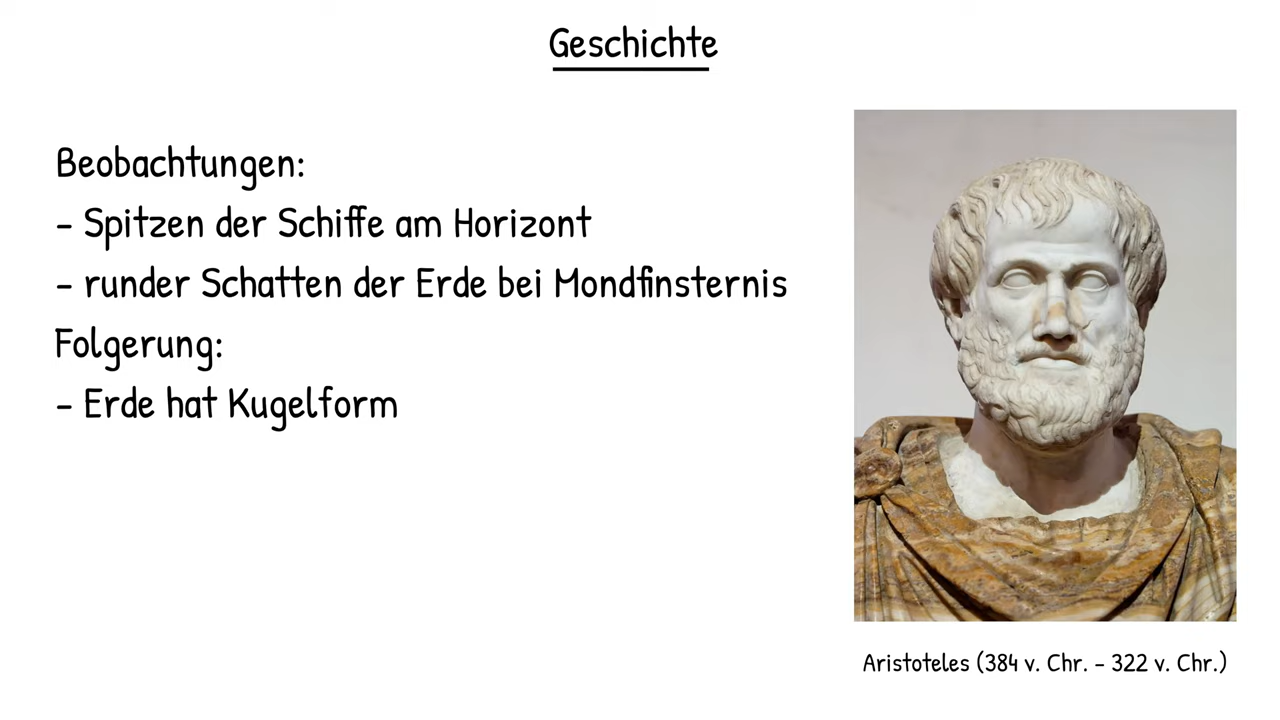 Geschichte
Beobachtungen:
- Spitzen der Schiffe am Horizont
- runder Schatten der Erde bei Mondfinsternis
Folgerung:
- Erde hat Kugelform
Aristoteles (384 v. Chr. - 322 v. Chr.)